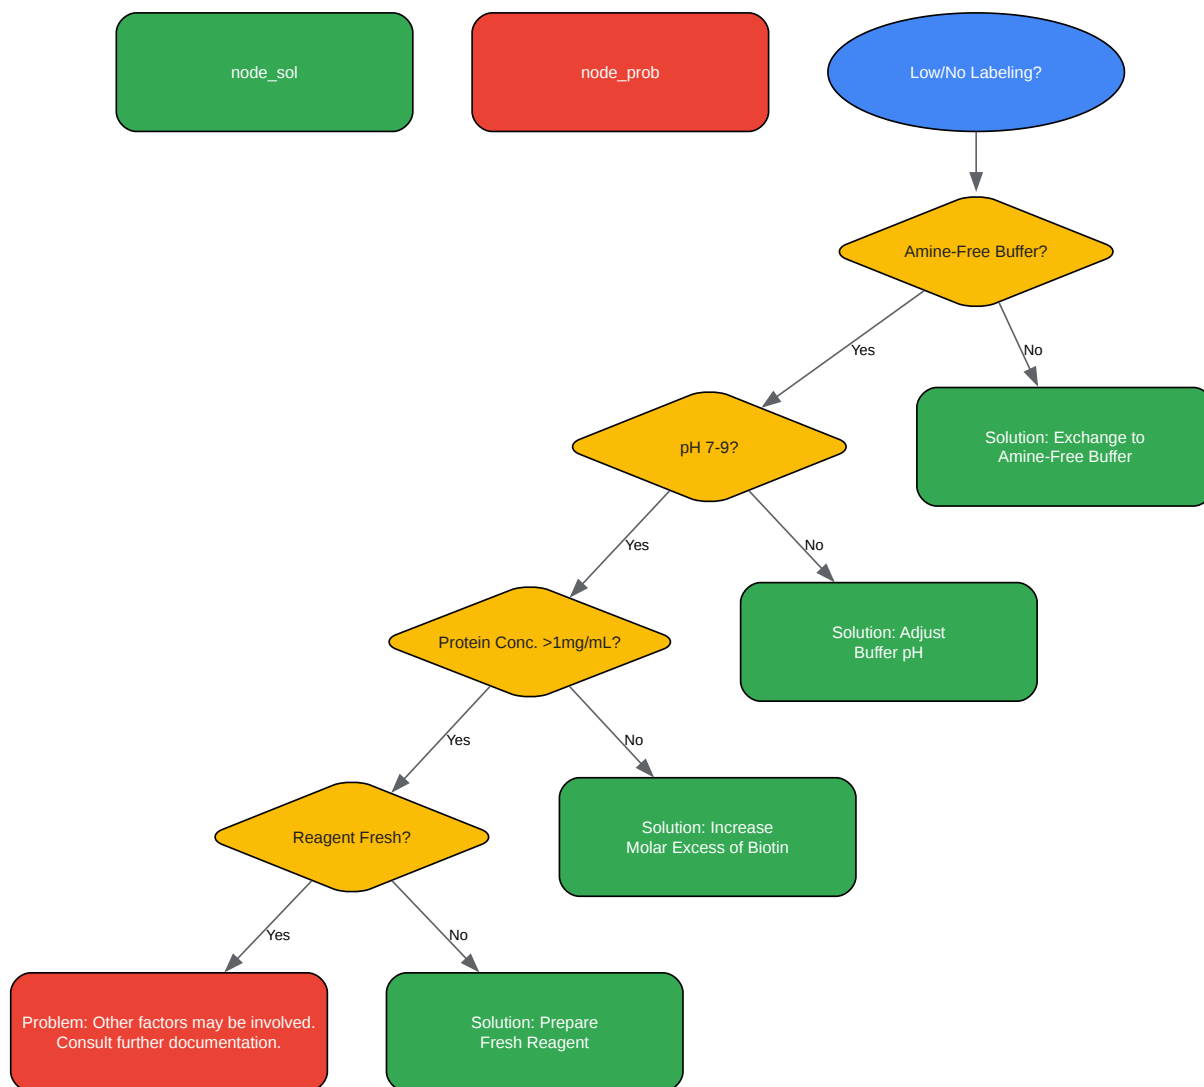 node_sol
node_prob
Low/No Labeling?
Amine-Free Buffer?
Yes
No
pH 7-9?
Solution: Exchange to
Amine-Free Buffer
Yes
No
Protein Conc. >1mg/mL?
Solution: Adjust
Buffer pH
Yes
No
Reagent Fresh?
Solution: Increase
Molar Excess of Biotin
Yes
No
Problem: Other factors may be involved.
Consult further documentation.
Solution: Prepare
Fresh Reagent